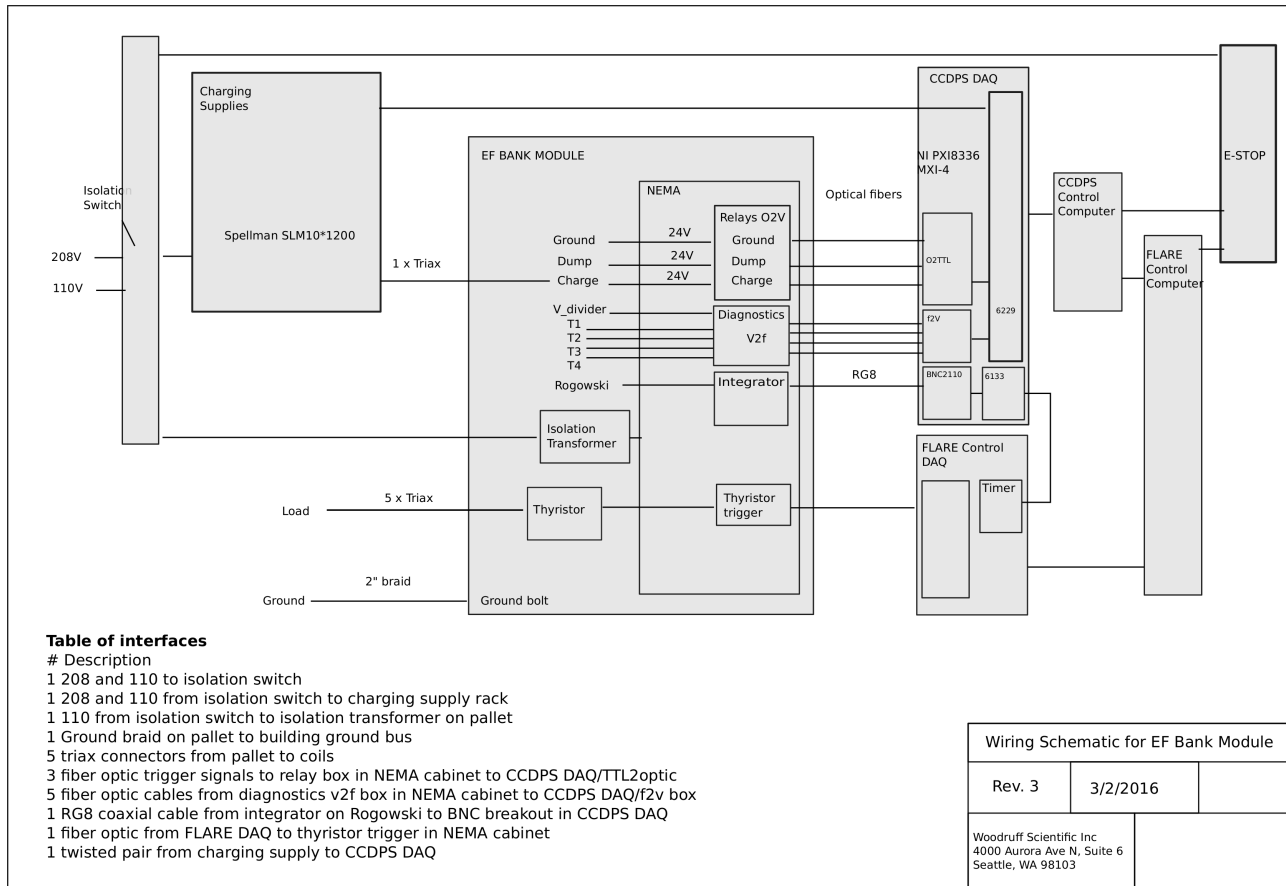 Charging
Supplies
Spellman SLM10*1200
Isolation
Switch
208V
110V
1 x Triax
EF BANK MODULE
NEMA
Ground
Dump
Charge
24V
24V
24V
Relays O2V
Ground
Dump
Charge
V_divider
T1
T2
T3
T4
Diagnostics
V2f
Rogowski
Integrator
Isolation
Transformer
Load
5 x Triax
Thyristor
Thyristor
trigger
Ground
2" braid
Ground bolt
Optical fibers
RG8
CCDPS DAQ
NI PXI8336
MXI-4
O2TTL
f2V
6229
BNC2110
6133
FLARE Control
DAQ
Timer
CCDPS
Control
Computer
FLARE
Control
Computer
E-STOP
Table of interfaces
# Description
1 208 and 110 to isolation switch
1 208 and 110 from isolation switch to charging supply rack
1 110 from isolation switch to isolation transformer on pallet
1 Ground braid on pallet to building ground bus
5 triax connectors from pallet to coils
3 fiber optic trigger signals to relay box in NEMA cabinet to CCDPS DAQ/TTL2optic
5 fiber optic cables from diagnostics v2f box in NEMA cabinet to CCDPS DAQ/f2v box
1 RG8 coaxial cable from integrator on Rogowski to BNC breakout in CCDPS DAQ
1 fiber optic from FLARE DAQ to thyristor trigger in NEMA cabinet
1 twisted pair from charging supply to CCDPS DAQ
Wiring Schematic for EF Bank Module
Rev. 3
3/2/2016
Woodruff Scientific Inc
4000 Aurora Ave N, Suite 6
Seattle, WA 98103